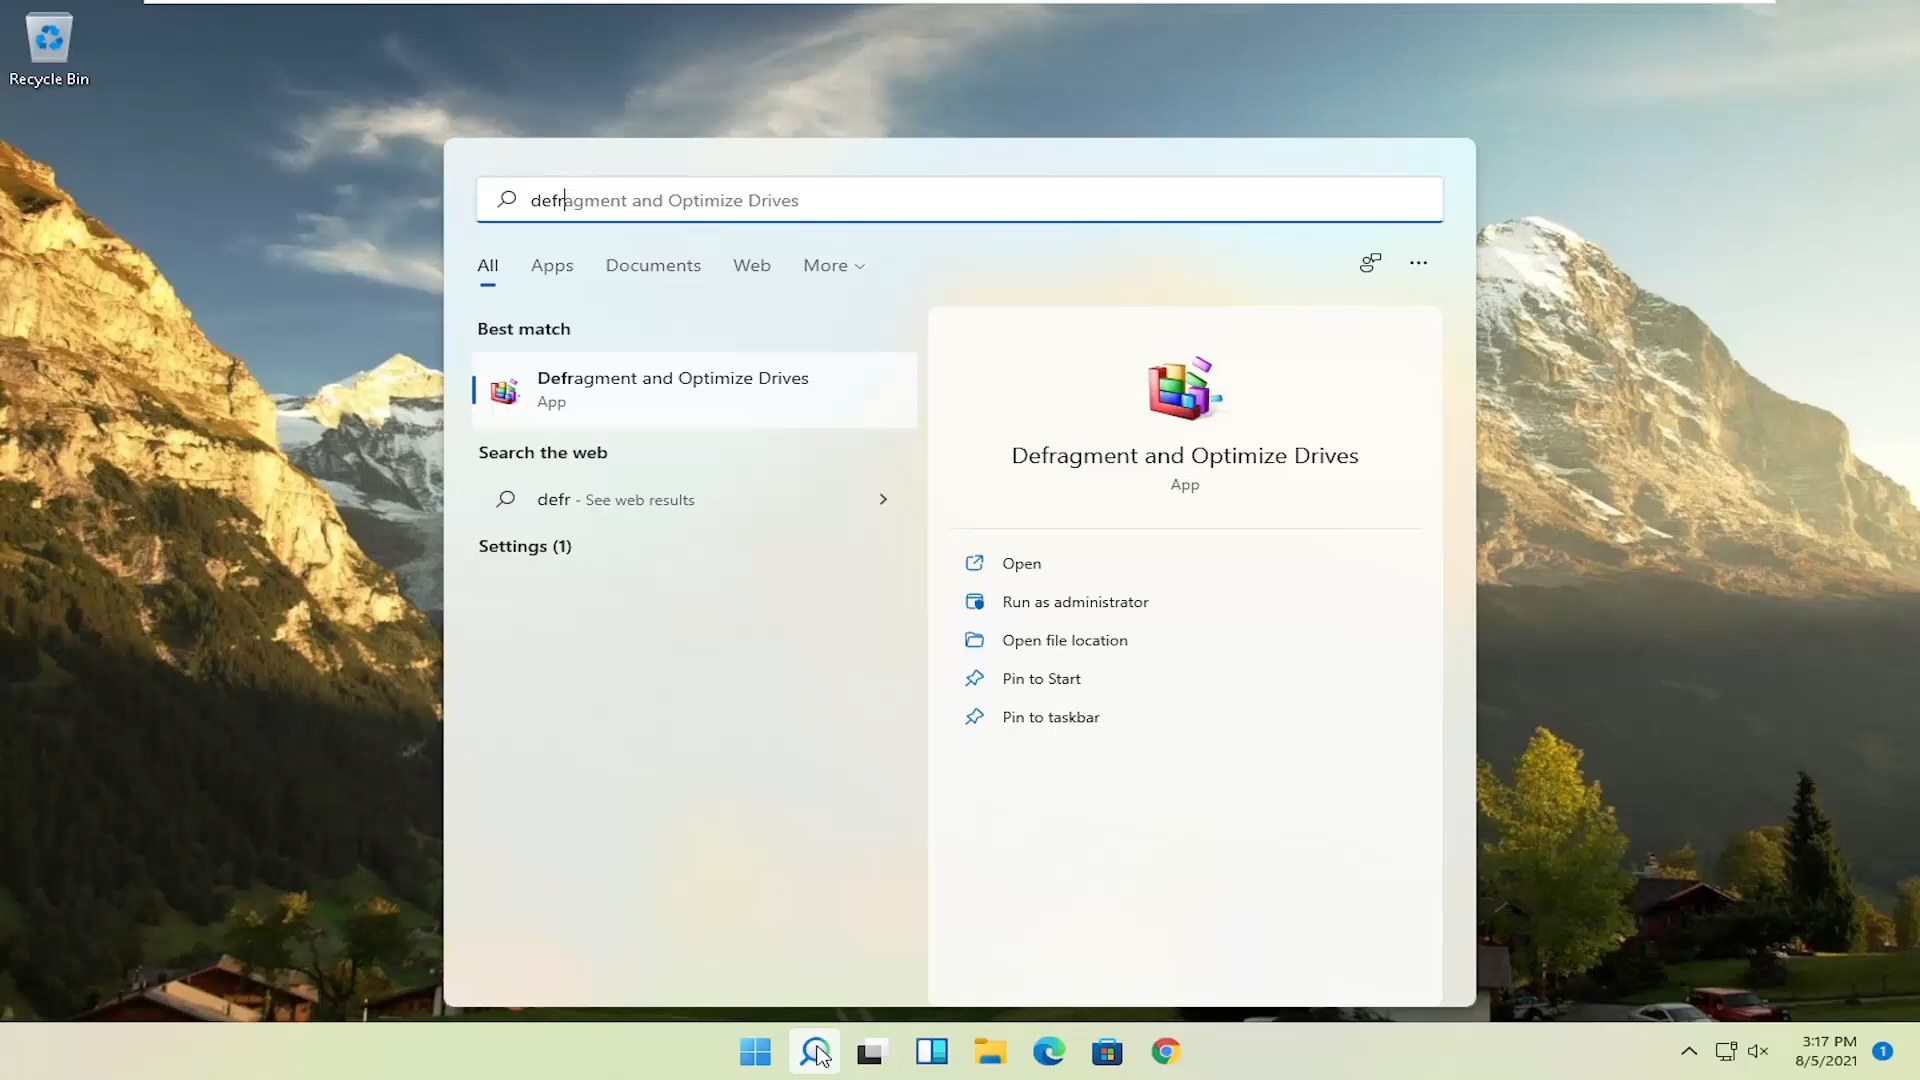 Recycle Bin
defragment and Optimize Drives
All Apps Documents Web More
Best match
Defragment and Optimize Drives
App
Search the web
defr - See web results
Settings (1)
Defragment and Optimize Drives
App
Open
Run as administrator
Open file location
Pin to Start
Pin to taskbar
3:17 PM
8/5/2021
1